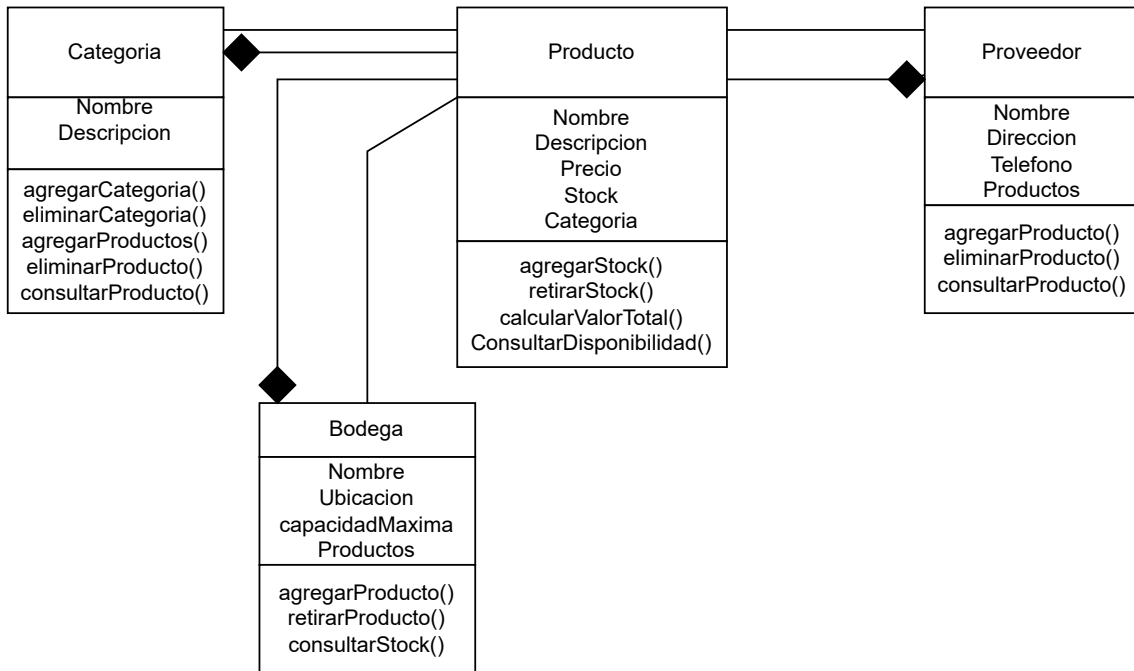 Categoria
Nombre
Descripcion
agregarCategoria()
eliminarCategoria()
agregarProductos()
eliminarProducto()
consultarProducto()
Producto
Nombre
Descripcion
Precio
Stock
Categoria
agregarStock()
retirarStock()
calcularValorTotal()
ConsultarDisponibilidad()
Proveedor
Nombre
Direccion
Telefono
Productos
agregarProducto()
eliminarProducto()
consultarProducto()
Bodega
Nombre
Ubicacion
capacidadMaxima
Productos
agregarProducto()
retirarProducto()
consultarStock()